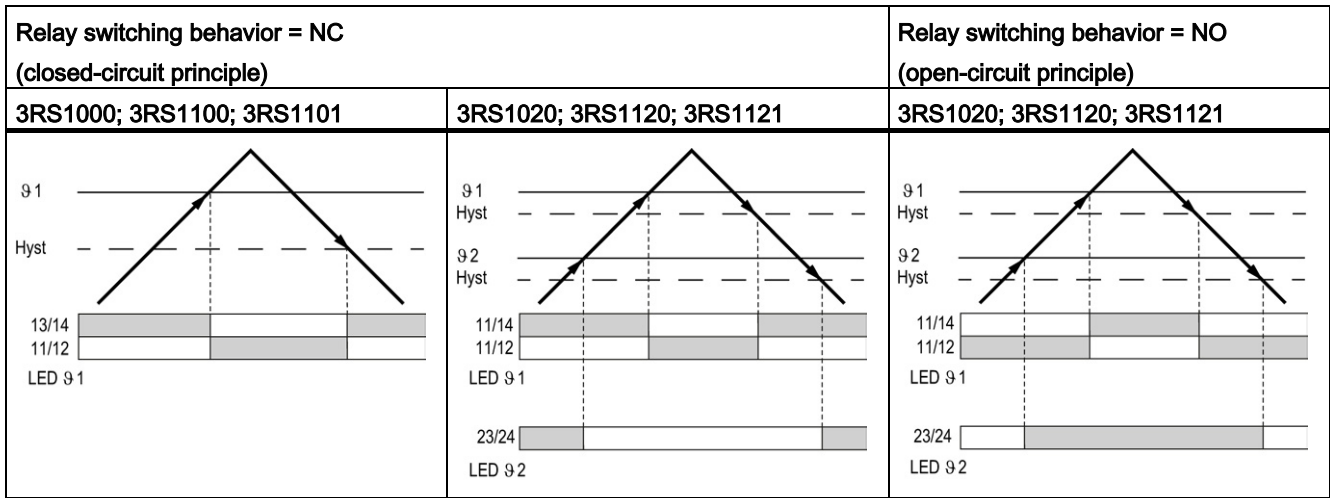 Relay switching behavior = NC
(closed-circuit principle)
Relay switching behavior = NO
(open-circuit principle)
3RS1000; 3RS1100; 3RS1101
3RS1020; 3RS1120; 3RS1121
3RS1020; 3RS1120; 3RS1121
ϑ1
Hyst
13/14
11/12
LED ϑ1
ϑ1
Hyst
ϑ2
Hyst
11/14
11/12
LED ϑ1
23/24
LED ϑ2
ϑ1
Hyst
ϑ2
Hyst
11/14
11/12
LED ϑ1
23/24
LED ϑ2